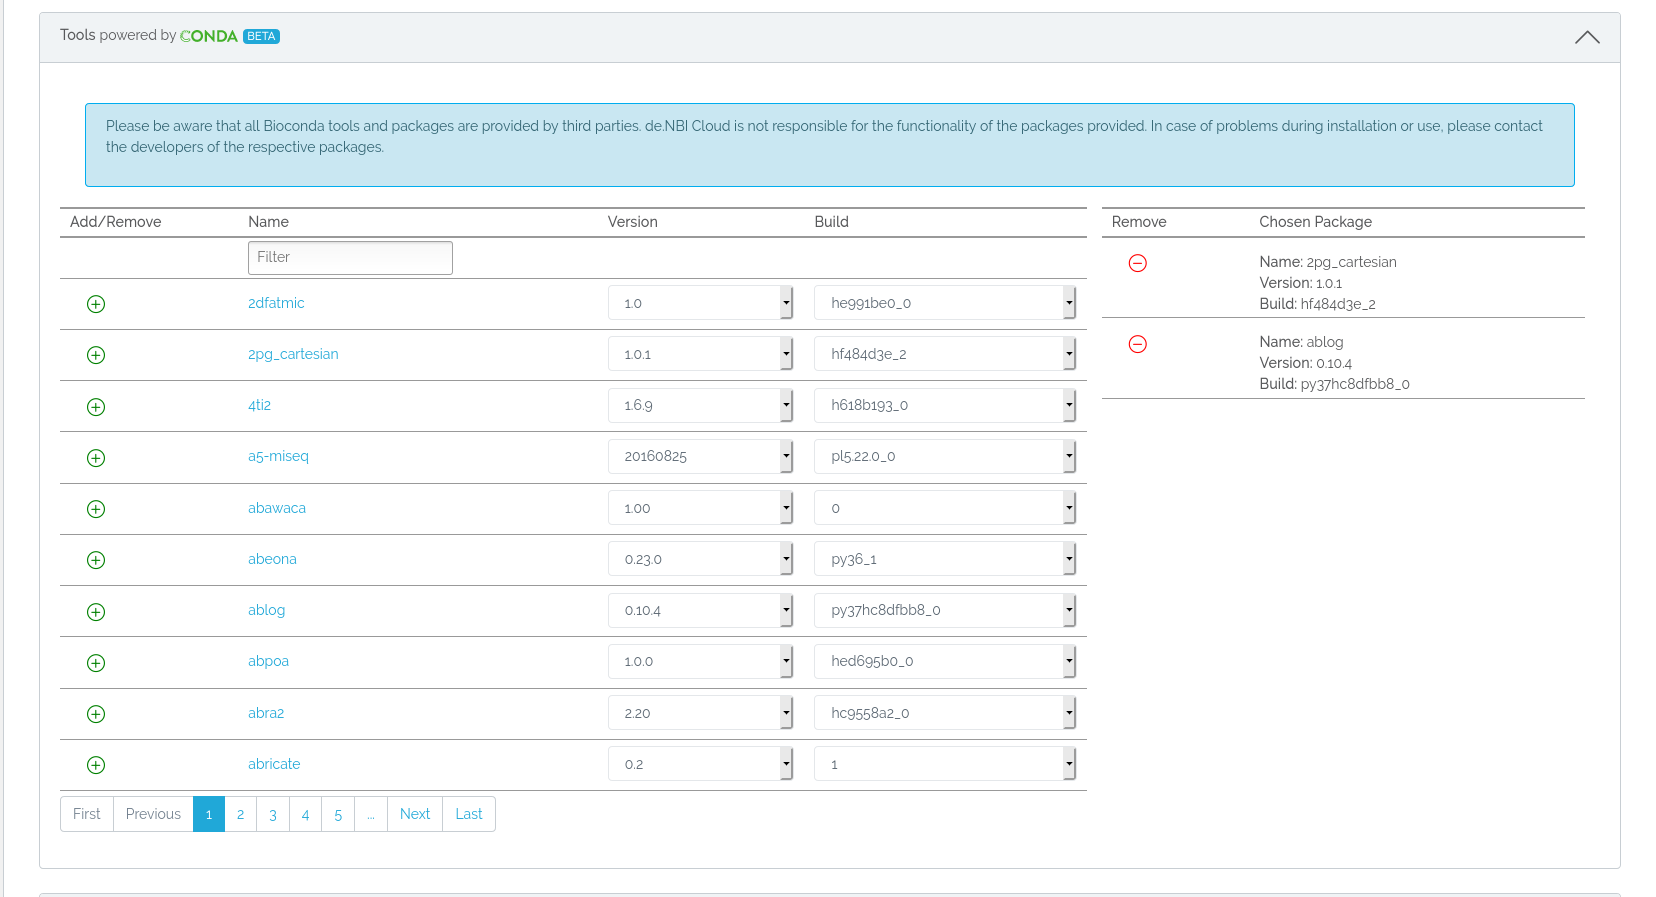 Tools powered by CONDA BETA
Please be aware that all Bioconda tools and packages are provided by third parties. de.NBI Cloud is not responsible for the functionality of the packages provided. In case of problems during installation or use, please contact
the developers of the respective packages.
Add/Remove Name Version Build
Filter
2dfatmic 1.0 he991be0_0
2pg_cartesian 1.0.1 hf484d3e_2
4ti2 1.6.9 h618b193_0
a5-miseq 20160825 pl5.22.0_0
abawaca 1.00 0
abeona 0.23.0 py36_1
ablog 0.10.4 py37hc8dfbb8_0
abpoa 1.0.0 hed695b0_0
abra2 2.20 hc9558a2_0
abricate 0.2 1
First Previous 1 2 3 4 5 ... Next Last
Remove Chosen Package
Name: 2pg_cartesian
Version: 1.0.1
Build: hf484d3e_2
Name: ablog
Version: 0.10.4
Build: py37hc8dfbb8_0